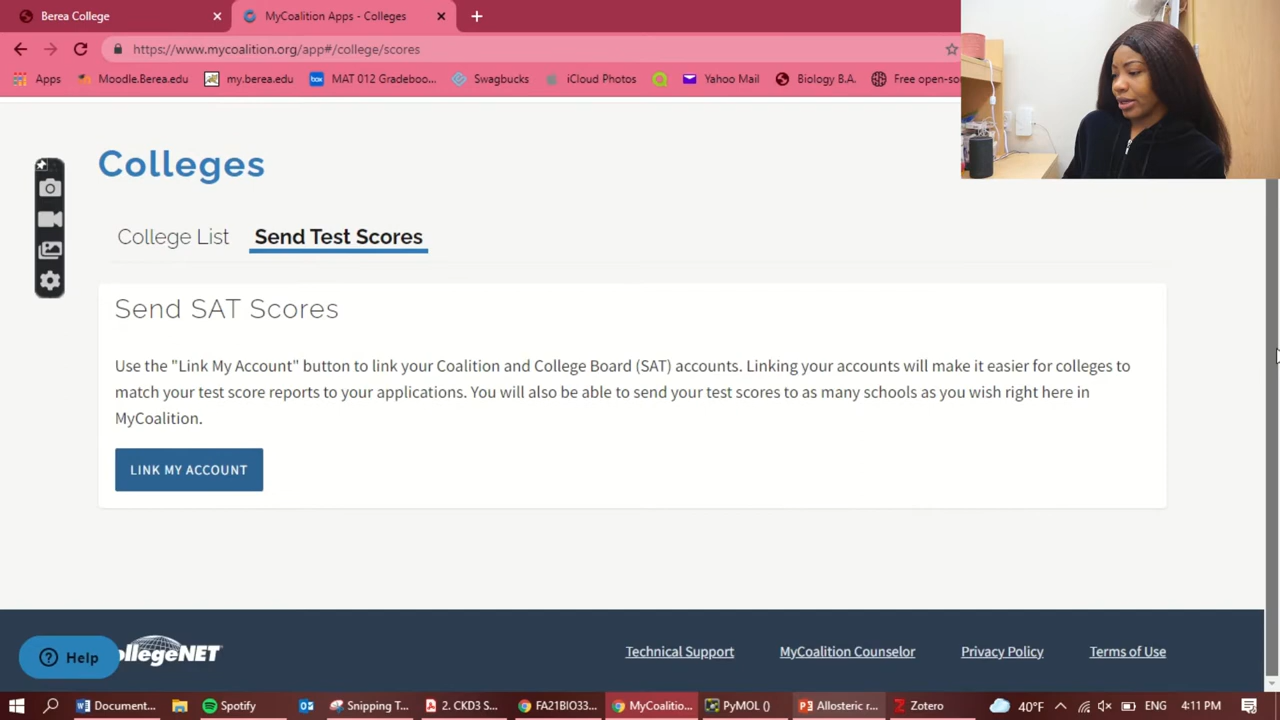 Berea College
MyCoalition Apps - Colleges
https://www.mycoalition.org/app#/college/scores
Apps
Moodle.Berea.edu
my.berea.edu
box
MAT 012 Gradeboo...
Swagbucks
iCloud Photos
Yahoo Mail
Biology B.A.
Free open-so
Colleges
College List
Send Test Scores
Send SAT Scores
Use the "Link My Account" button to link your Coalition and College Board (SAT) accounts. Linking your accounts will make it easier for colleges to
match your test score reports to your applications. You will also be able to send your test scores to as many schools as you wish right here in
MyCoalition.
LINK MY ACCOUNT
Help
ollegeNET
Technical Support
MyCoalition Counselor
Privacy Policy
Terms of Use
Document...
Spotify
Snipping T...
2. CKD3 S...
FA21BIO33...
MyCoalitio...
PyMOL ()
Allosteric r...
Zotero
40°F
ENG
4:11 PM